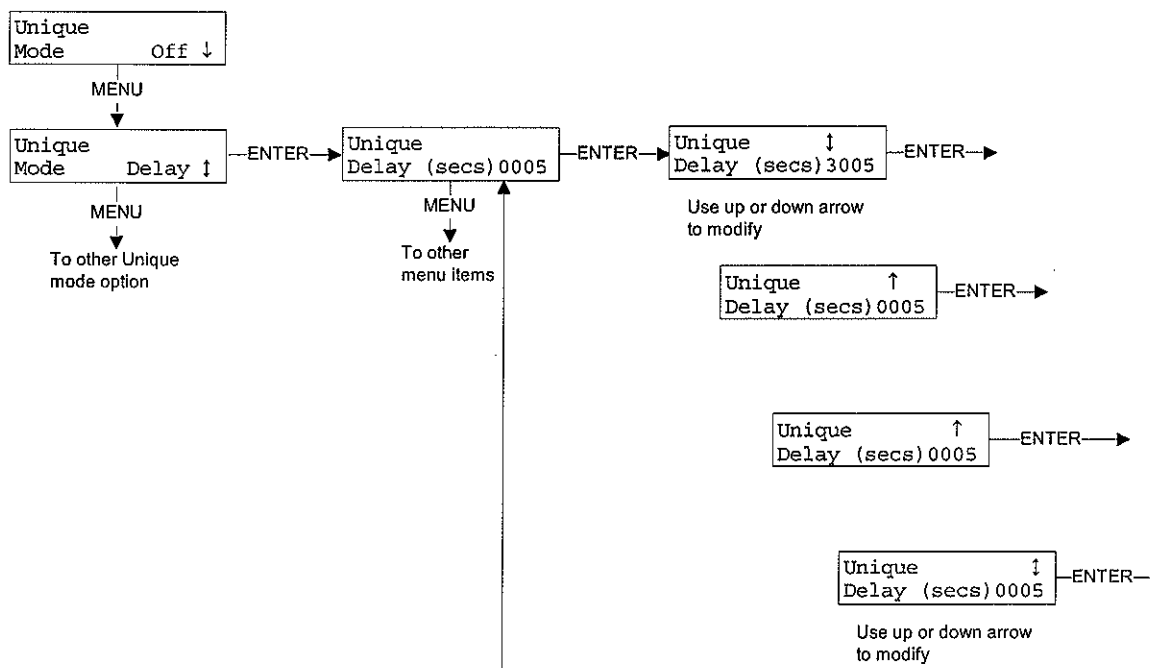 Unique
Mode Off ↓
MENU
Unique
Mode Delay ↕
ENTER
Unique
Delay (secs)0005
ENTER
Unique ↕
Delay (secs)3005
ENTER
MENU
To other Unique
mode option
MENU
To other
menu items
Use up or down arrow
to modify
Unique ↑
Delay (secs)0005
ENTER
Unique ↑
Delay (secs)0005
ENTER
Unique ↕
Delay (secs)0005
ENTER
Use up or down arrow
to modify